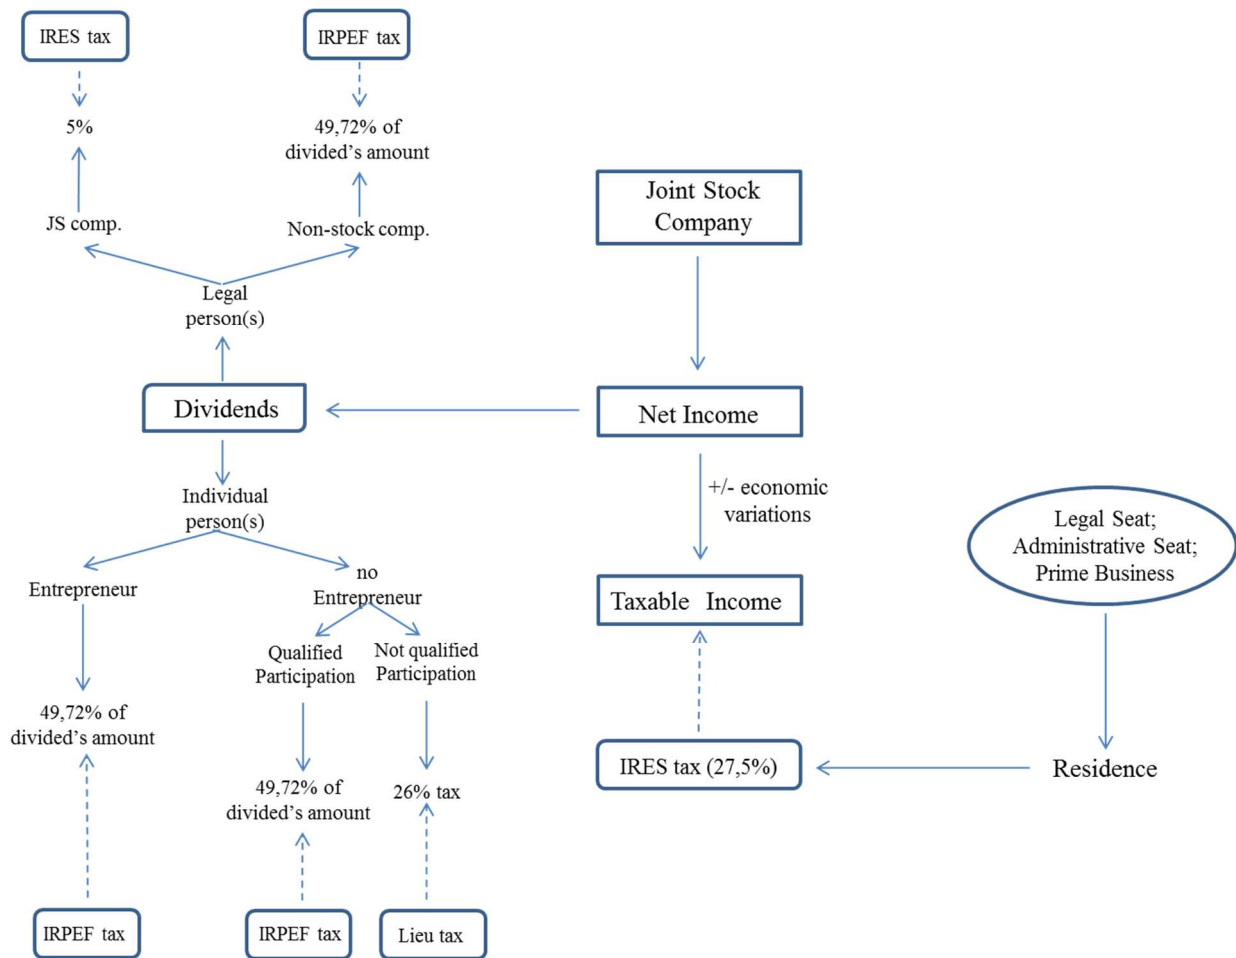 IRES tax
IRPEF tax
5%
49,72% of
divided's amount
JS comp.
Non-stock comp.
Legal
person(s)
Joint Stock
Company
Dividends
Net Income
Individual
person(s)
+/- economic
variations
Legal Seat;
Administrative Seat;
Prime Business
Entrepreneur
no
Entrepreneur
Taxable Income
Qualified
Participation
Not qualified
Participation
49,72% of
divided's amount
49,72% of
divided's amount
26% tax
IRES tax (27,5%)
Residence
IRPEF tax
IRPEF tax
Lieu tax